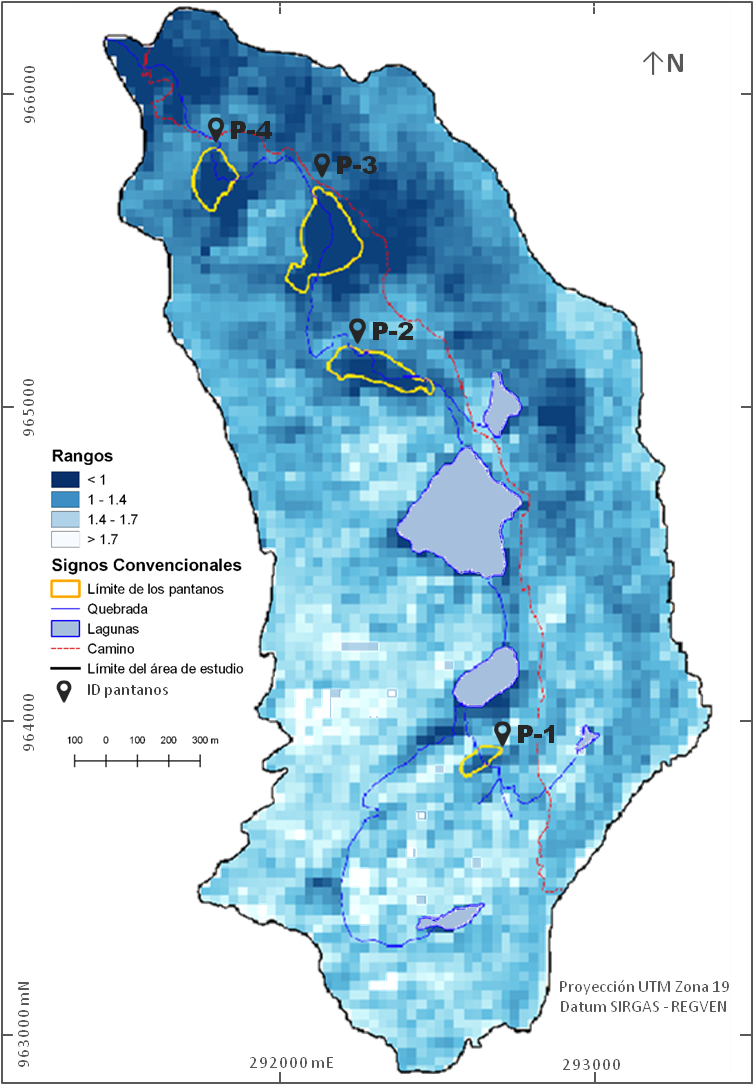 966000
N
P-4
P-3
P-2
965000
Rangos
< 1
1 - 1.4
1.4 - 1.7
> 1.7
Signos Convencionales
Límite de los pantanos
Quebrada
Lagunas
Camino
Límite del área de estudio
ID pantanos
964000
100 0 100 200 300 m
P-1
Proyección UTM Zona 19
Datum SIRGAS - REGVEN
963000 mN
292000 mE
293000